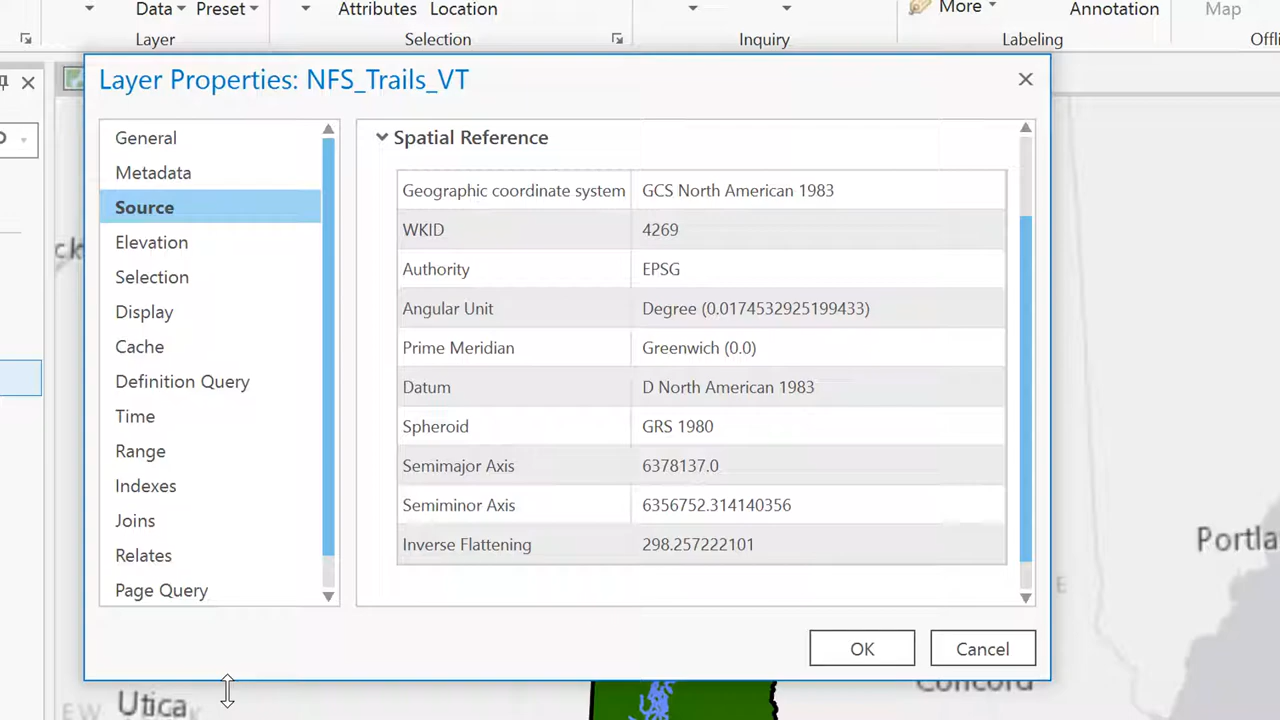 Data Preset Attributes Location More Annotation Map
Layer Selection Inquiry Labeling
Layer Properties: NFS_Trails_VT
General
Metadata
Source
Elevation
Selection
Display
Cache
Definition Query
Time
Range
Indexes
Joins
Relates
Page Query
Spatial Reference
Geographic coordinate system GCS North American 1983
WKID 4269
Authority EPSG
Angular Unit Degree (0.0174532925199433)
Prime Meridian Greenwich (0.0)
Datum D North American 1983
Spheroid GRS 1980
Semimajor Axis 6378137.0
Semiminor Axis 6356752.314140356
Inverse Flattening 298.257222101
OK Cancel
Utica
Concord